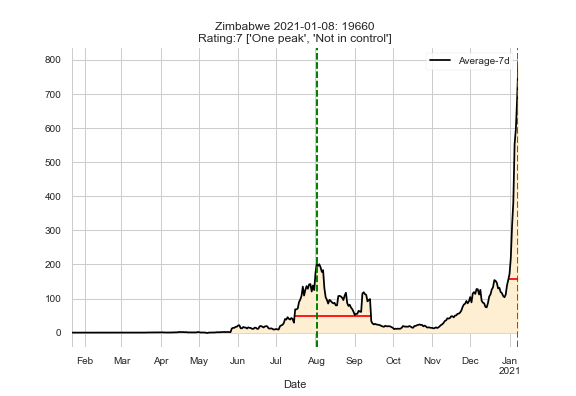 Zimbabwe 2021-01-08: 19660
Rating:7 ['One peak', 'Not in control']
Average-7d
800
700
600
500
400
300
200
100
0
Feb Mar Apr May Jun Jul Aug Sep Oct Nov Dec Jan
2021
Date